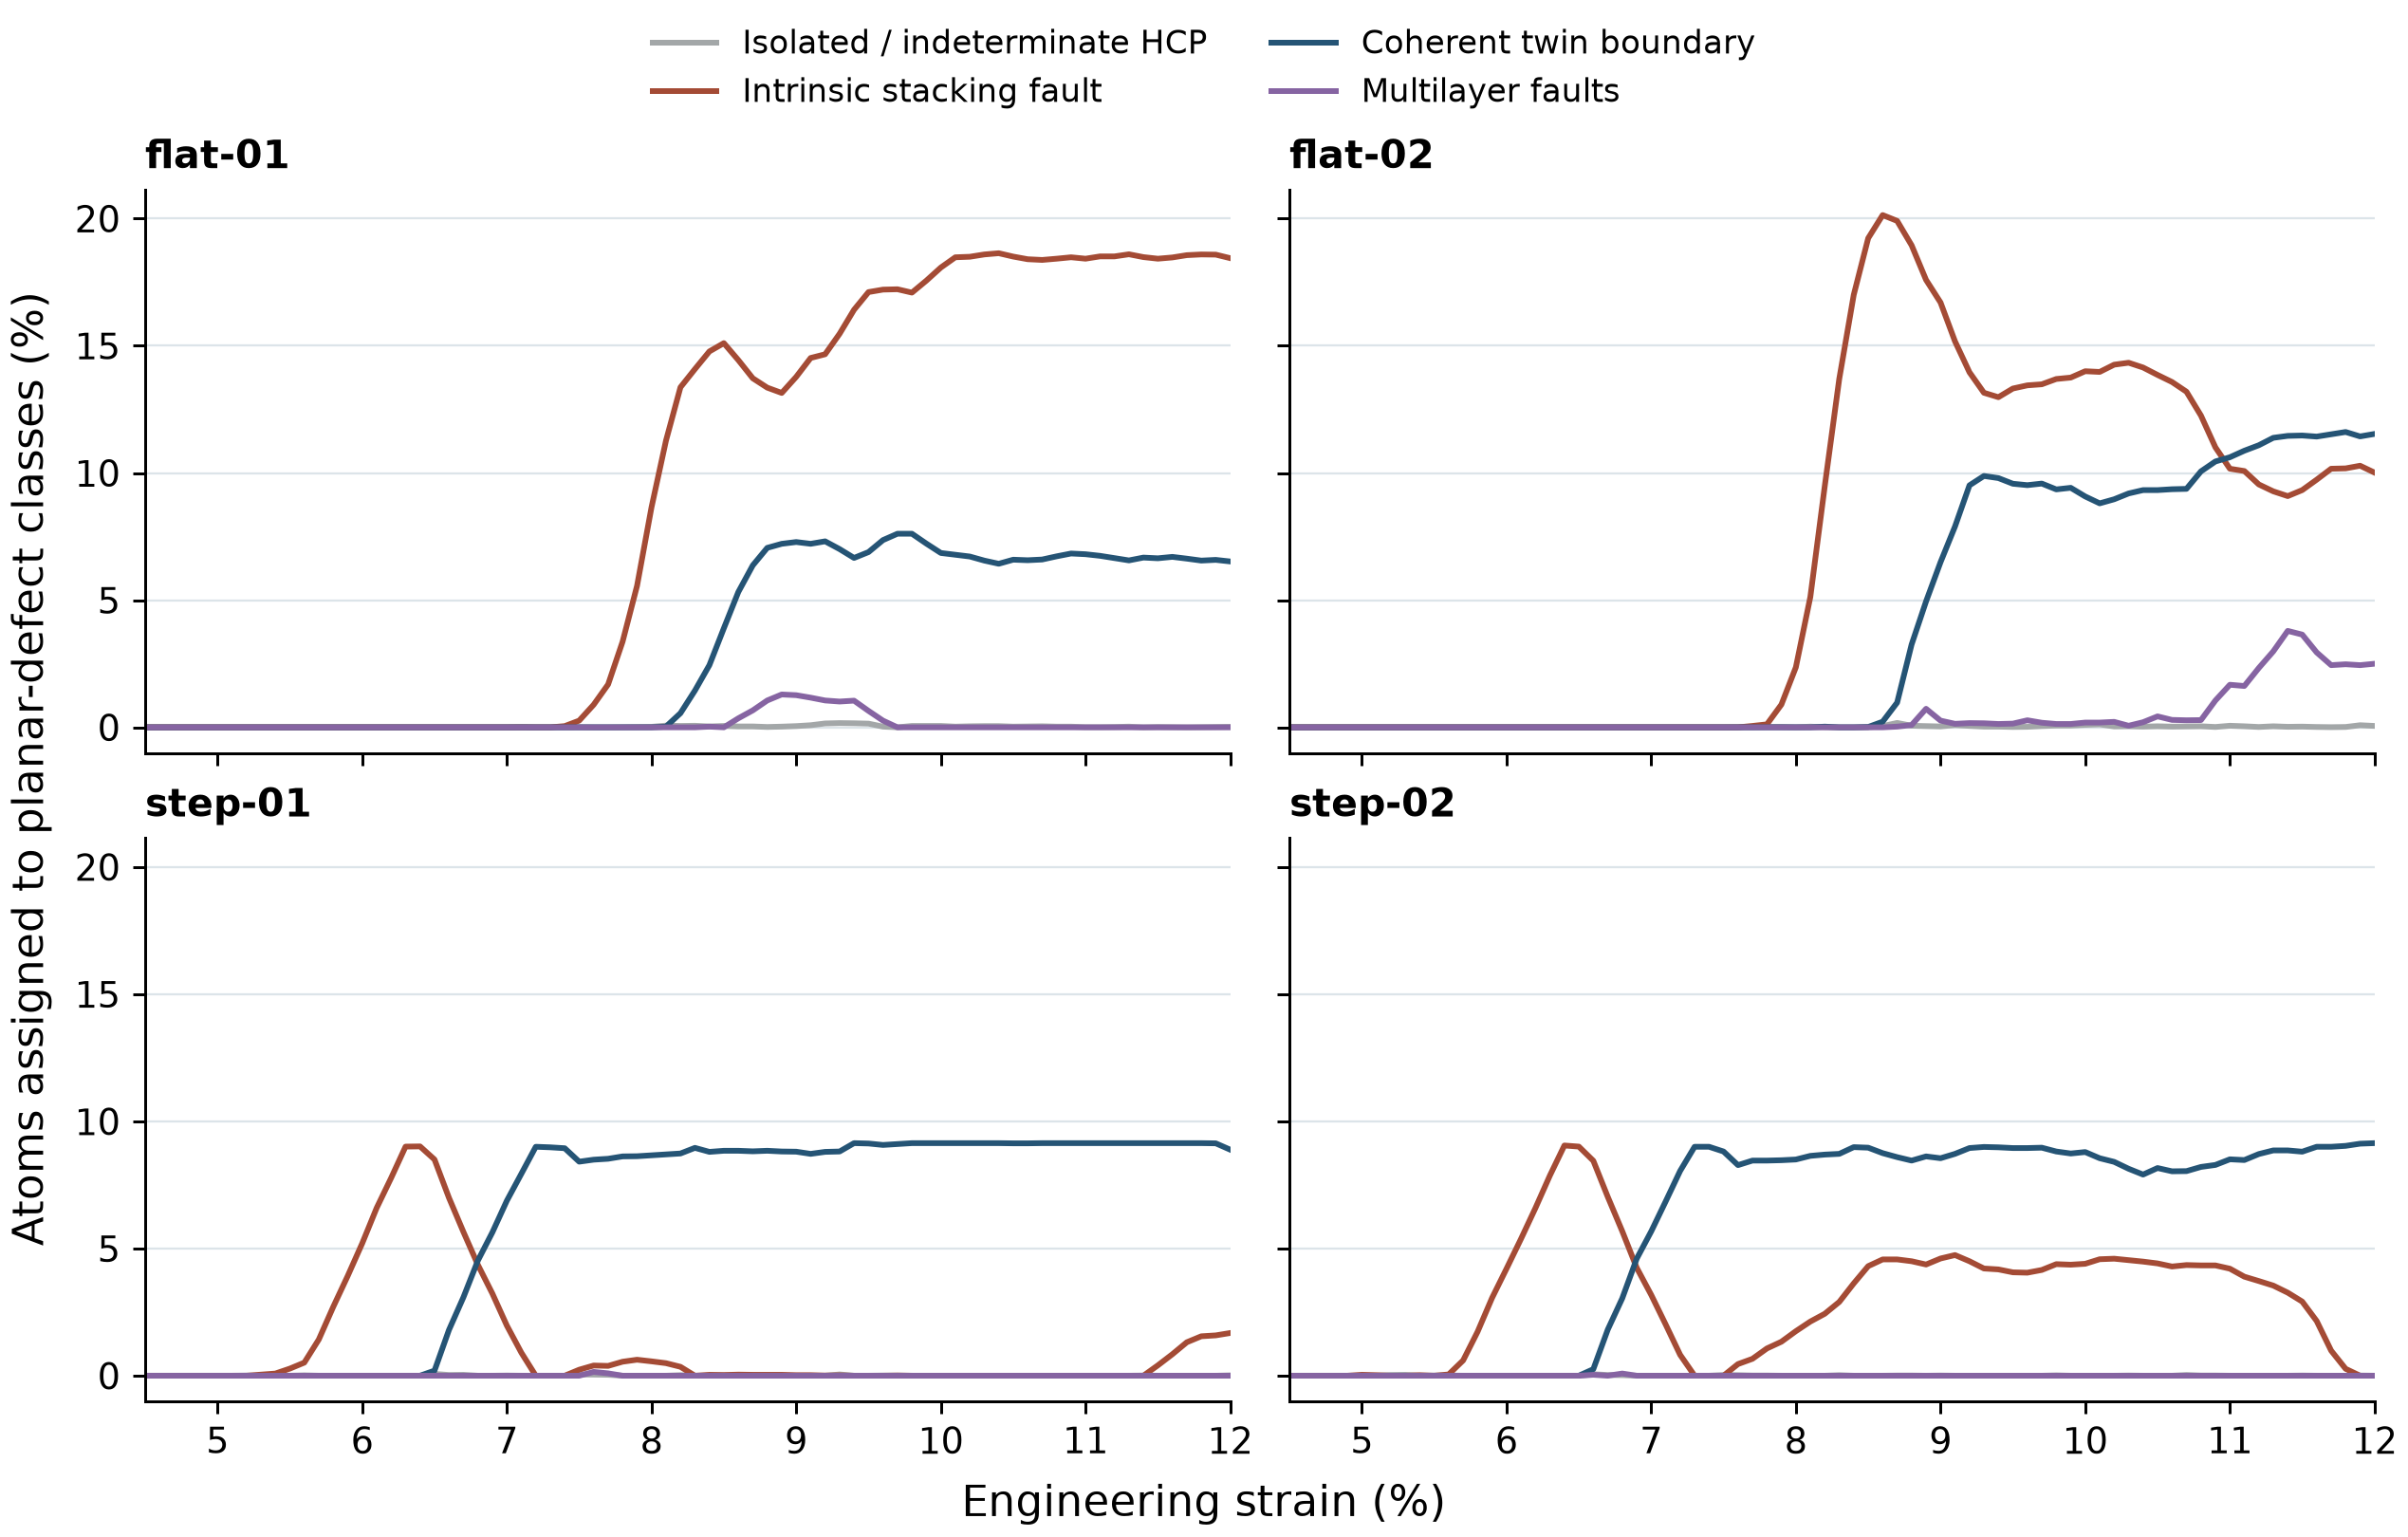 Isolated / indeterminate HCP
Intrinsic stacking fault
Coherent twin boundary
Multilayer faults
Atoms assigned to planar-defect classes (%)
flat-01
20
15
10
5
0
flat-02
step-01
20
15
10
5
0
5 6 7 8 9 10 11 12
step-02
5 6 7 8 9 10 11 12
Engineering strain (%)